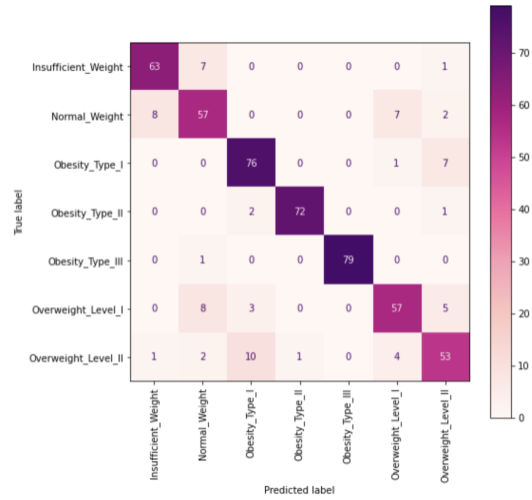 Insufficient_Weight 63 7 0 0 0 0 1
Normal_Weight 8 57 0 0 0 7 2
Obesity_Type_I 0 0 76 0 0 1 7
Obesity_Type_II 0 0 2 72 0 0 1
Obesity_Type_III 0 1 0 0 79 0 0
Overweight_Level_I 0 8 3 0 0 57 5
Overweight_Level_II 1 2 10 1 0 4 53
True label
Insufficient_Weight
Normal_Weight
Obesity_Type_I
Obesity_Type_II
Obesity_Type_III
Overweight_Level_I
Overweight_Level_II
Predicted label
70
60
50
40
30
20
10
0